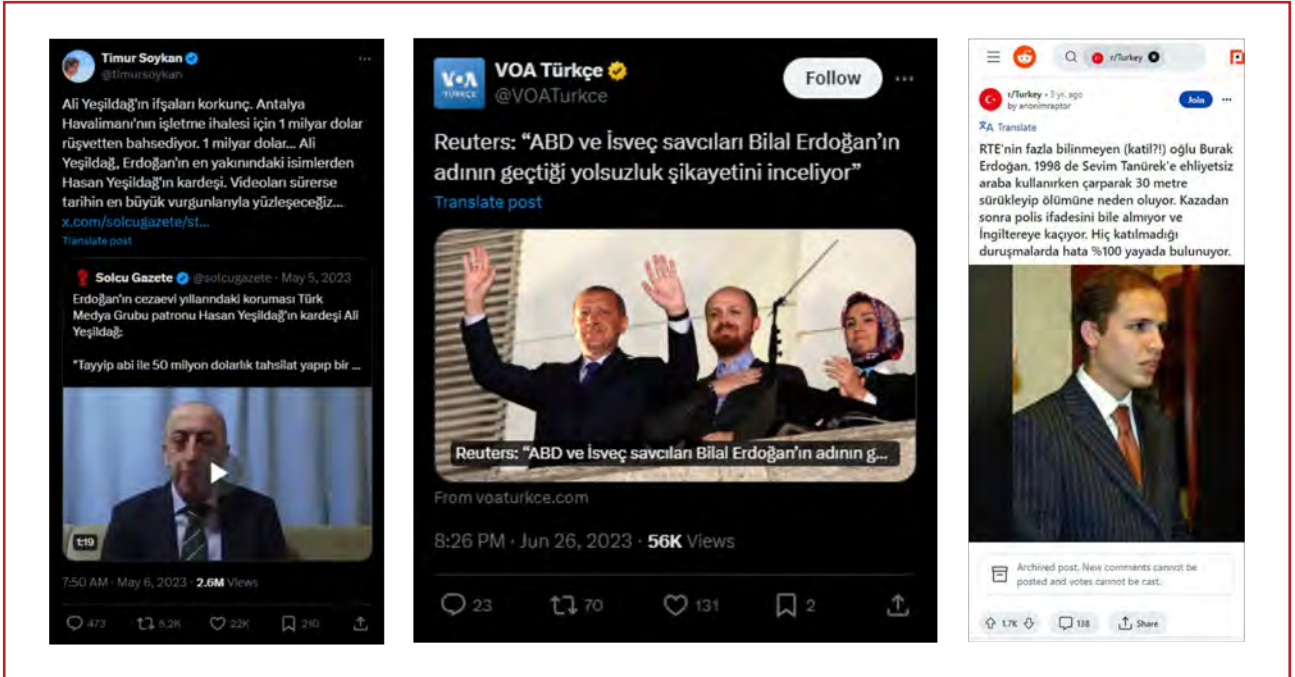 Timur Soykan
@timursoykan
Ali Yeşildağ'ın ifşaları korkunç. Antalya
Havalimanı'nın işletme ihalesi için 1 milyar dolar
rüşvetten bahsediyor. 1 milyar dolar... Ali
Yeşildağ, Erdoğan'ın en yakınındaki isimlerden
Hasan Yeşildağ'ın kardeşi. Videoları sürerse
tarihin en büyük vurgunlarıyla yüzleşeceğiz...
x.com/solcugazete/st...
Translate post
Solcu Gazete @solcugazete · May 5, 2023
Erdoğan'ın cezaevi yıllarındaki koruması Türk
Medya Grubu patronu Hasan Yeşildağ'ın kardeşi Ali
Yeşildağ:
"Tayyip abi ile 50 milyon dolarlık tahsilat yapıp bir ...
1:19
7:50 AM · May 6, 2023 · 2.6M Views
473 22K 210
VOA Türkçe
@VOATurkce
Follow
VOA
TÜRKÇE
Reuters: “ABD ve İsveç savcıları Bilal Erdoğan’ın
adının geçtiği yolsuzluk şikayetini inceliyor”
Translate post
Reuters: “ABD ve İsveç savcıları Bilal Erdoğan’ın adının g...
From voaturkce.com
8:26 PM · Jun 26, 2023 · 56K Views
23 70 131 2
r/Turkey
r/Turkey · 3 yr. ago
by anonimraptor
Join
Translate
RTE'nin fazla bilinmeyen (katil?!) oğlu Burak
Erdoğan. 1998 de Sevim Tanürek'e ehliyetsiz
araba kullanırken çarparak 30 metre
sürükleyip ölümüne neden oluyor. Kazadan
sonra polis ifadesini bile almıyor ve
İngiltereye kaçıyor. Hiç katılmadığı
duruşmalarda hata %100 yayada bulunuyor.
Archived post. New comments cannot be
posted and votes cannot be cast.
1.7K 138 Share